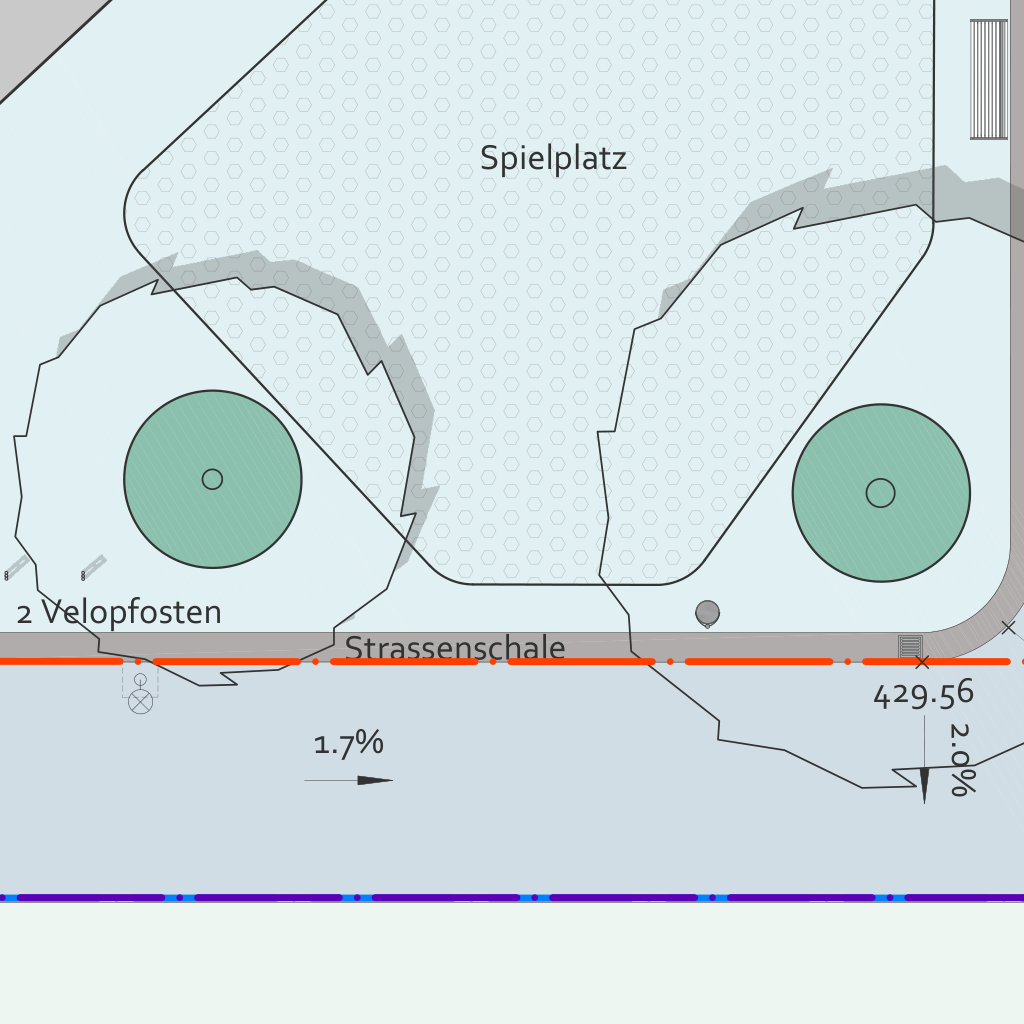 Spielplatz
2 Velopfosten
Strassenschale
429.56
1.7%
2.0%